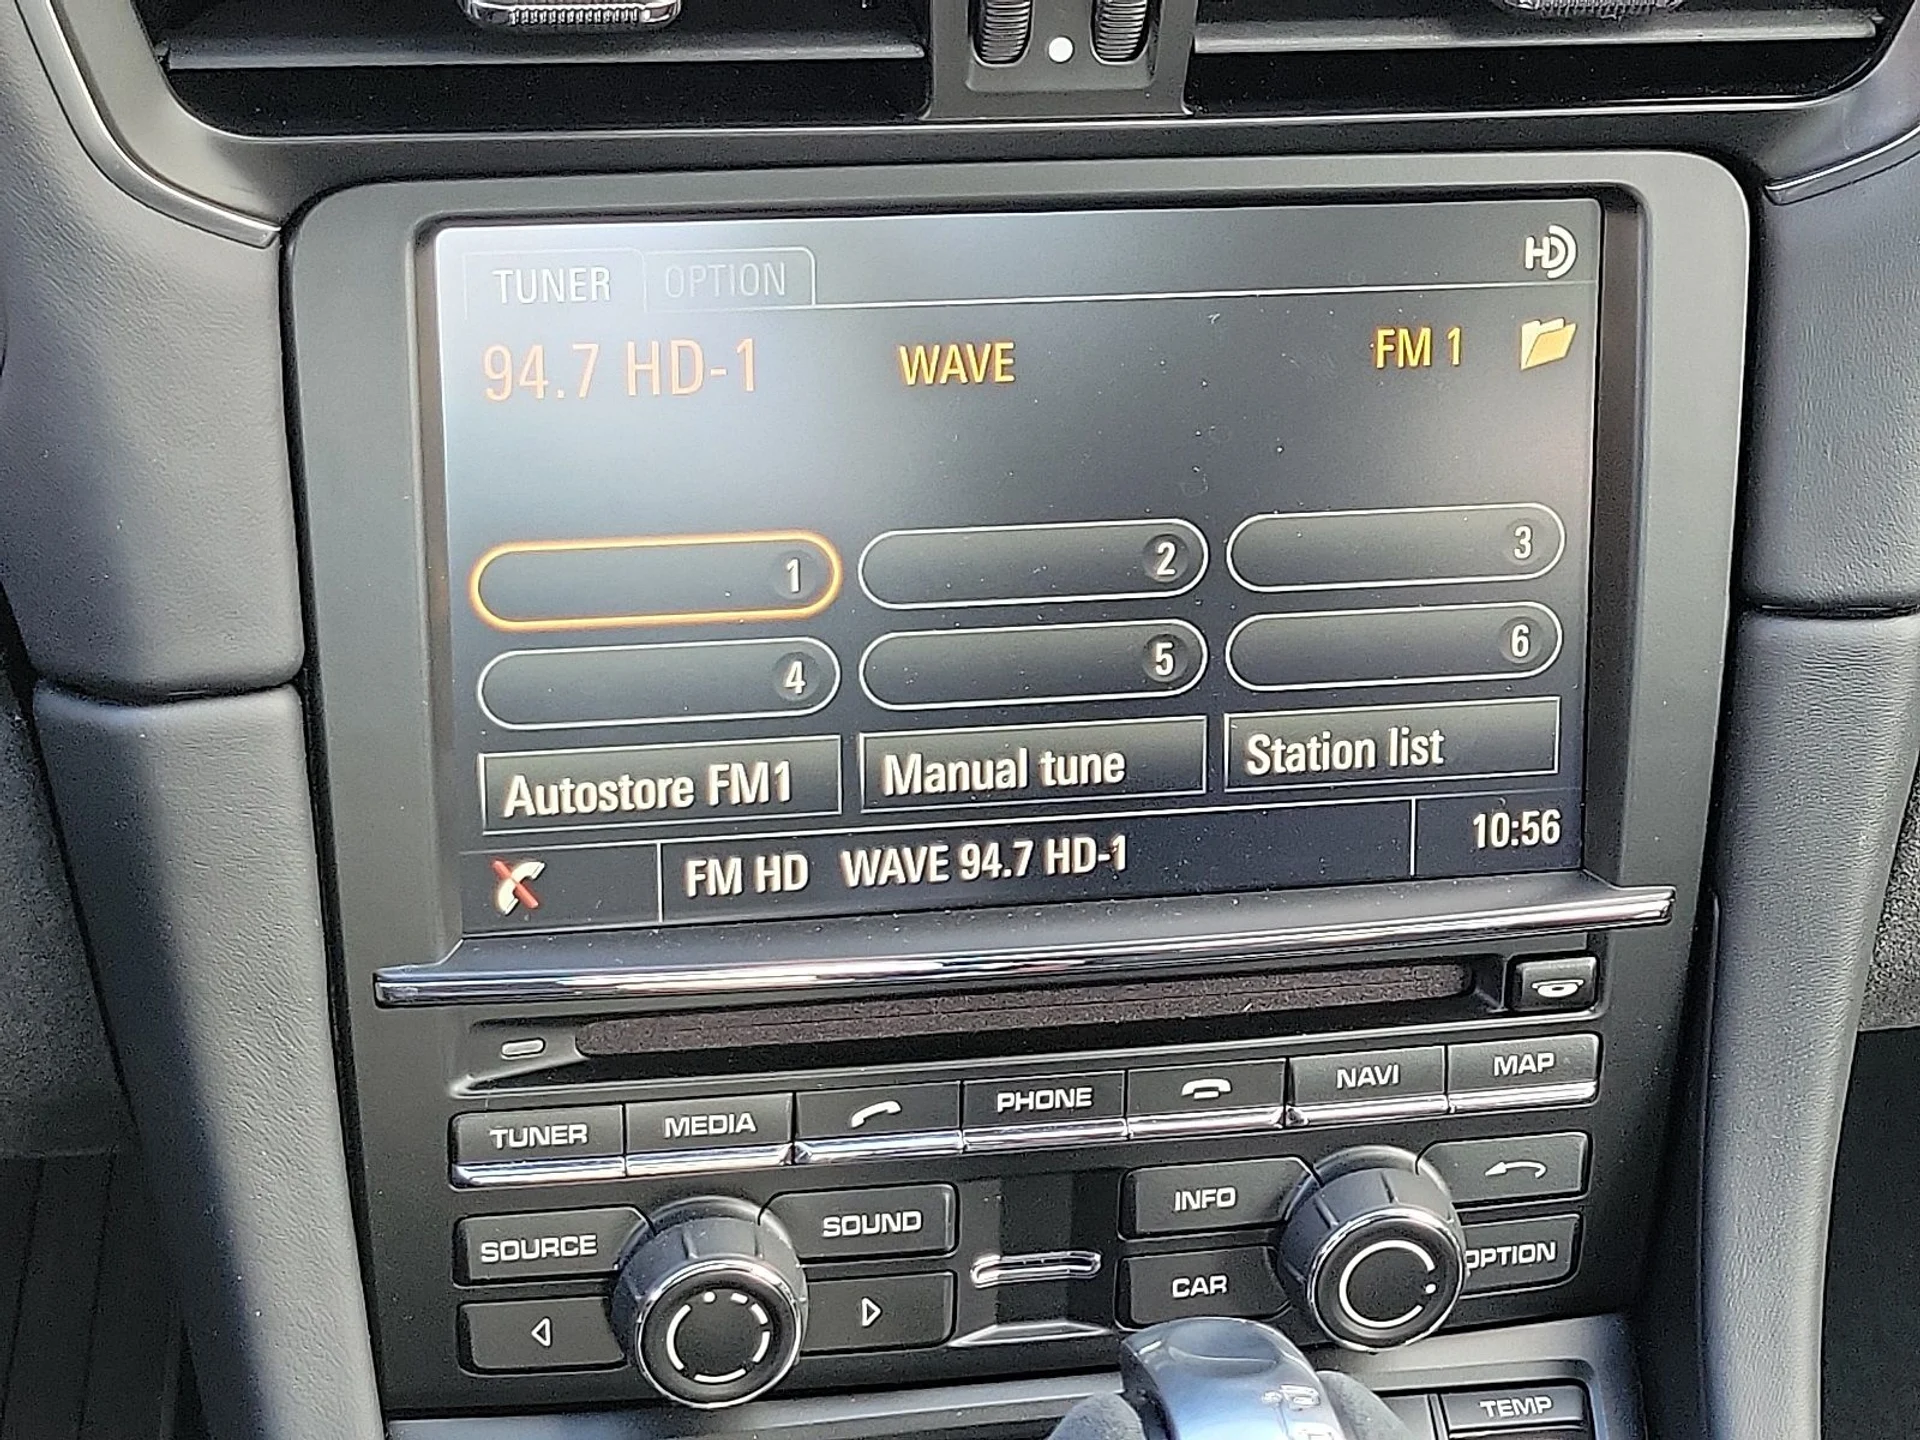 TUNER OPTION HD
94.7 HD-1 WAVE FM 1
1 2 3
4 5 6
Autostore FM1 Manual tune Station list
FM HD WAVE 94.7 HD-1 10:56
TUNER MEDIA PHONE NAVI MAP
SOURCE SOUND INFO
CAR OPTION
TEMP